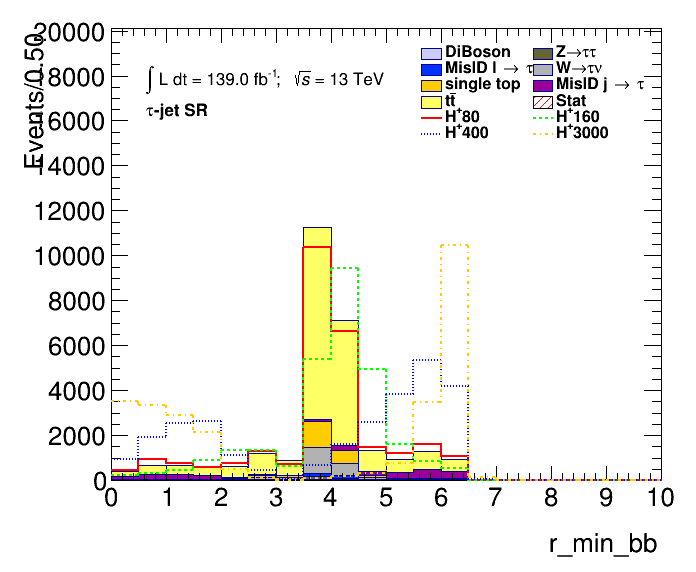 Events/0.50
20000
18000
16000
14000
12000
10000
8000
6000
4000
2000
0
∫ L dt = 139.0 fb⁻¹; √s = 13 TeV
τ-jet SR
DiBoson Z→ττ
MisID l → τ W→τν
single top MisID j → τ
tt̄ Stat
H⁺80 H⁺160
H⁺400 H⁺3000
0 1 2 3 4 5 6 7 8 9 10
r_min_bb